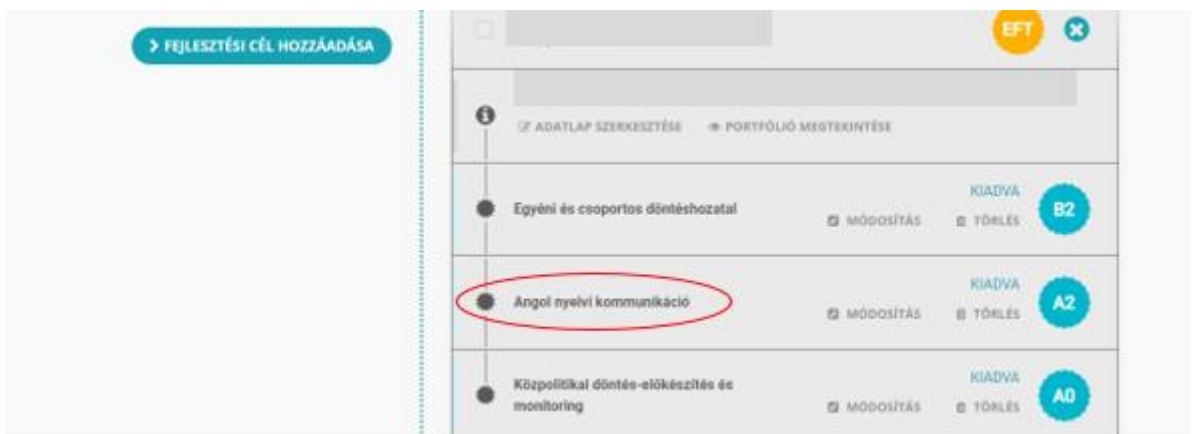 FEJLESZTÉSI CÉL HOZZÁADÁSA
EFT
ADATLAP SZERKESZTÉSE PORTFÓLIÓ MEGTEKINTÉSE
KIADVA
Egyéni és csoportos döntéshozatal
MÓDOSÍTÁS TÖRLÉS
B2
KIADVA
Angol nyelvi kommunikáció
MÓDOSÍTÁS TÖRLÉS
A2
KIADVA
Közpolitikai döntés-előkészítés és
monitoring
MÓDOSÍTÁS TÖRLÉS
A0